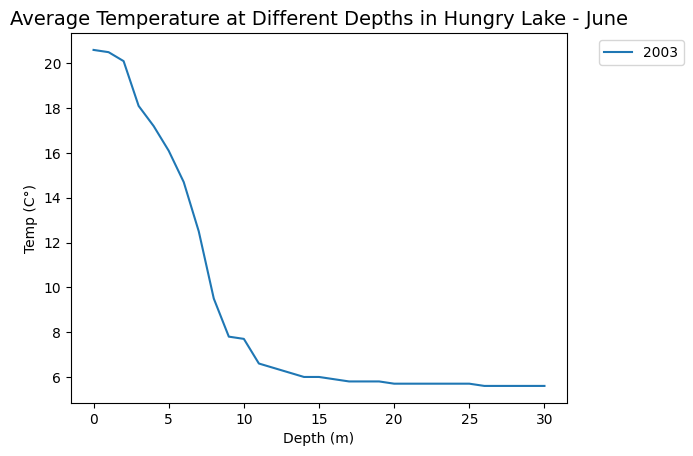 Average Temperature at Different Depths in Hungry Lake - June
2003
20
18
16
14
12
10
8
6
Temp (C°)
0 5 10 15 20 25 30
Depth (m)